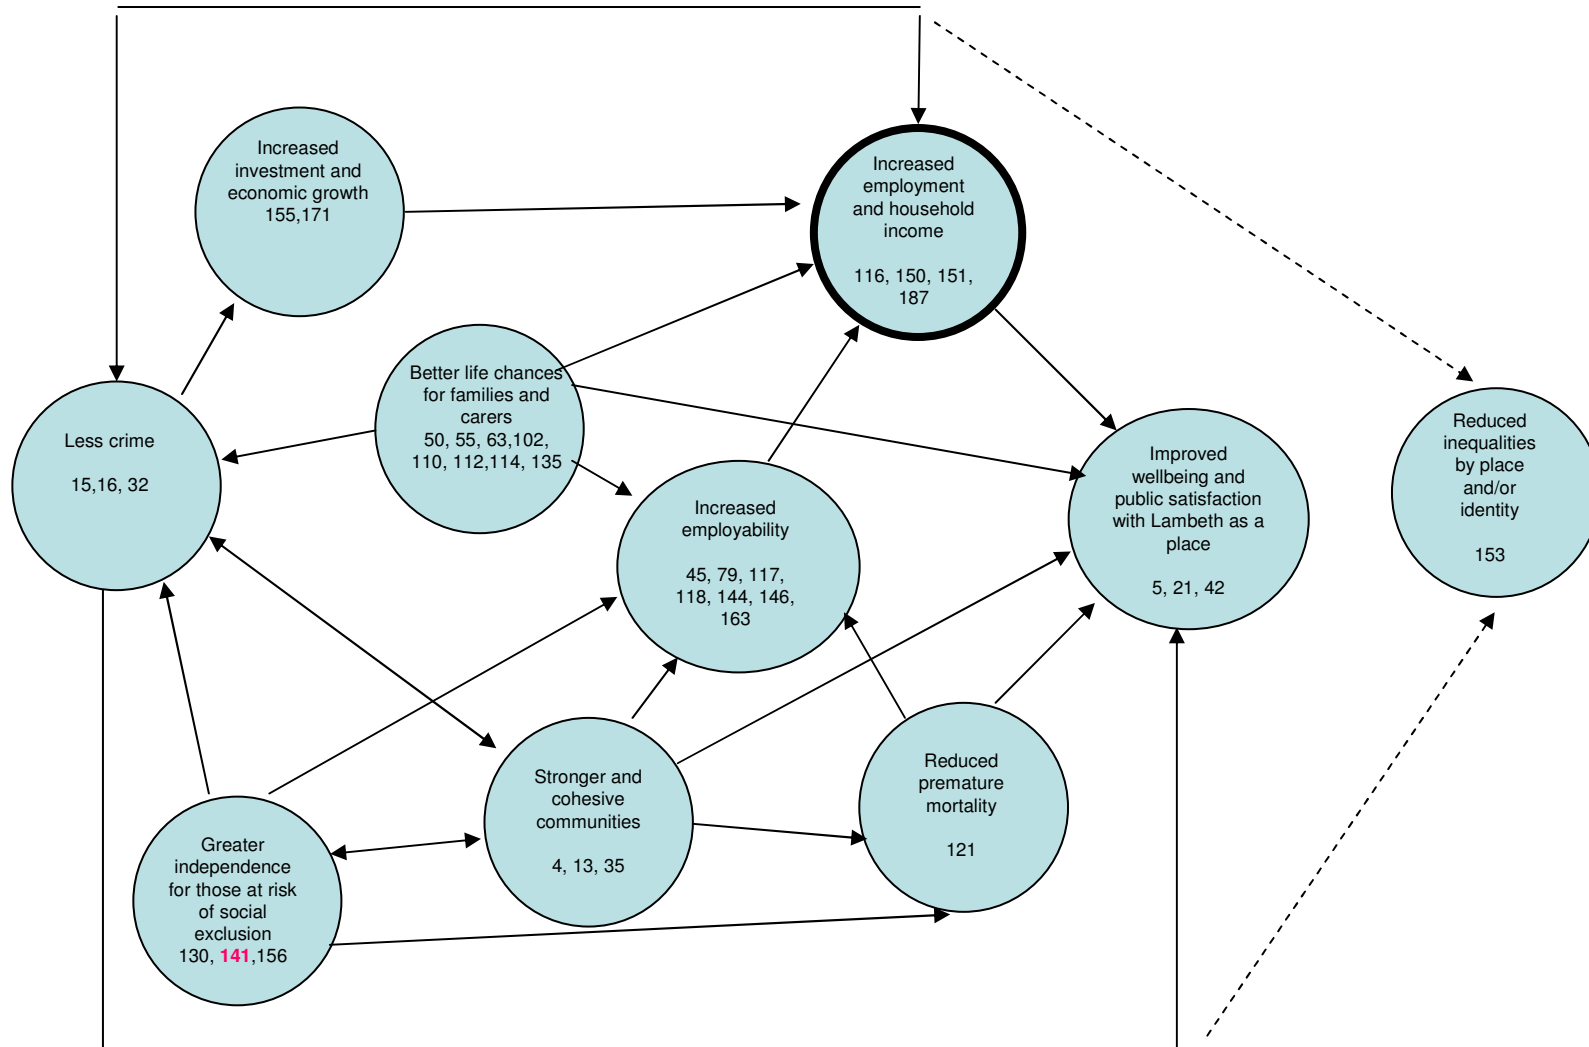 Increased
investment and
economic growth
155,171
Increased
employment
and household
income
116, 150, 151,
187
Better life chances
for families and
carers
50, 55, 63,102,
110, 112,114, 135
Less crime
15,16, 32
Reduced
inequalities
by place
and/or
identity
153
Improved
wellbeing and
public satisfaction
with Lambeth as a
place
5, 21, 42
Increased
employability
45, 79, 117,
118, 144, 146,
163
Stronger and
cohesive
communities
4, 13, 35
Reduced
premature
mortality
121
Greater
independence
for those at risk
of social
exclusion
130, 141,156